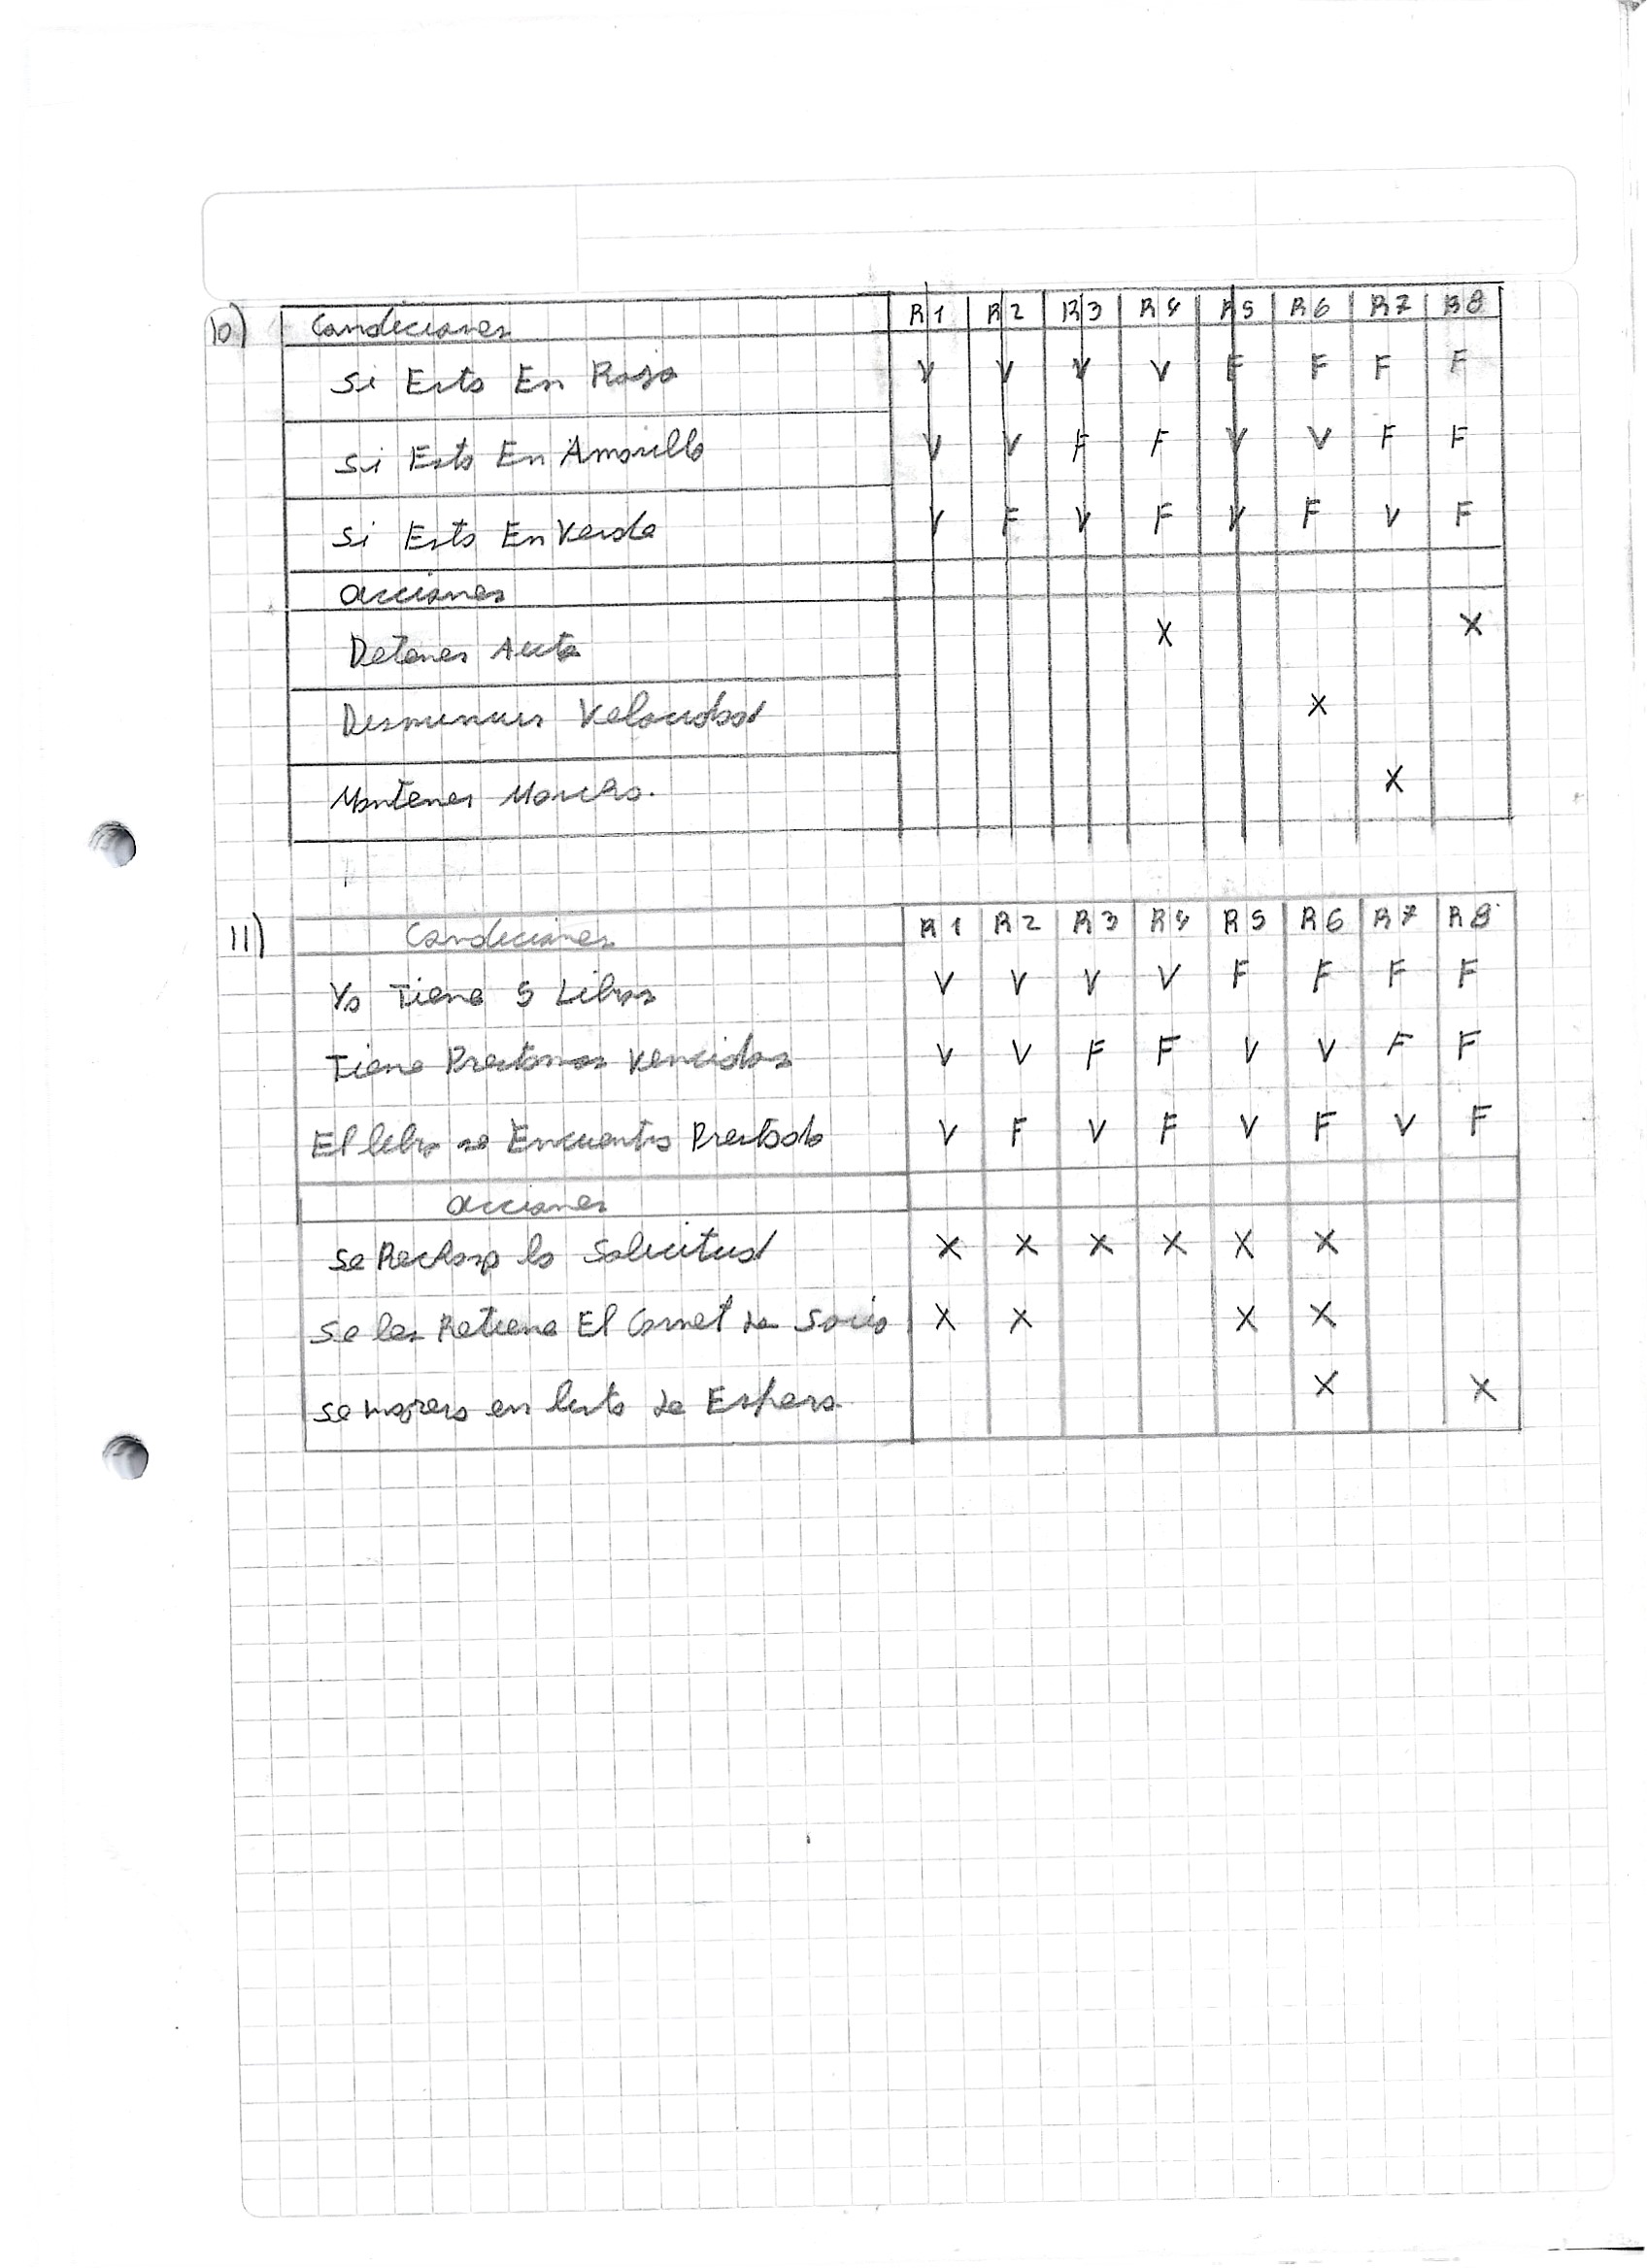 10) Condiciones R1 R2 R3 R4 R5 R6 R7 R8
Si Esta En Rojo V V V V F F F F
Si Esta En Amarillo V V F F V V F F
Si Esta En Verde V F V F V F V F
acciones
Detener Auto X X
Disminuir Velocidad X
Mantener Marcha. X
11) Condiciones R1 R2 R3 R4 R5 R6 R7 R8
Ya Tiene 5 Libros V V V V F F F F
Tiene Prestamos Vencidos V V F F V V F F
El libro se Encuentra Prestado V F V F V F V F
acciones
Se Rechaza la Solicitud X X X X X X
Se les Retiene El Carnet de Socio X X X X
Se ingresa en lista de Espera. X X